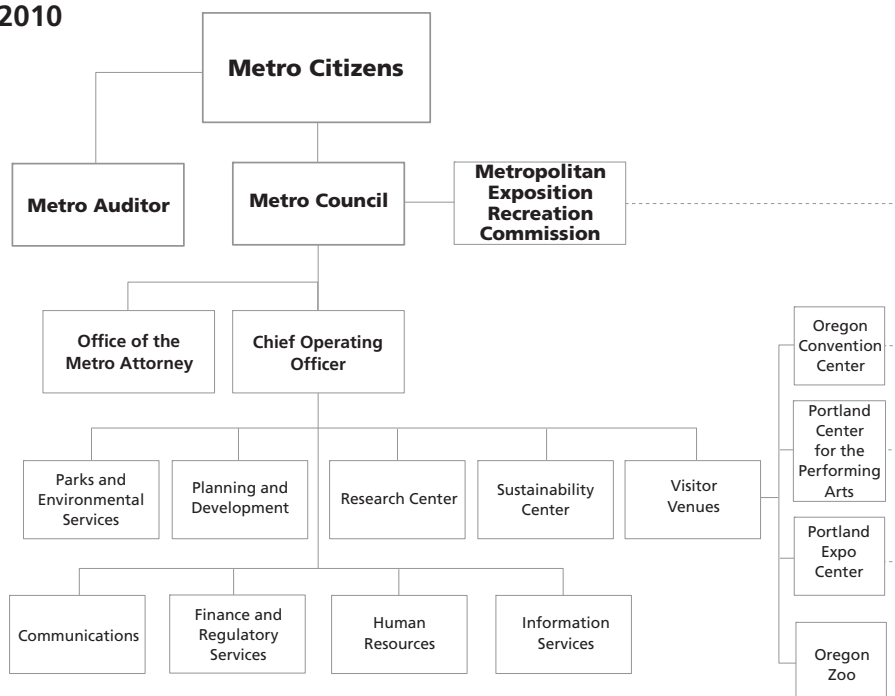 2010
Metro Citizens
Metro Auditor
Metro Council
Metropolitan
Exposition
Recreation
Commission
Office of the
Metro Attorney
Chief Operating
Officer
Parks and
Environmental
Services
Planning and
Development
Research Center
Sustainability
Center
Visitor
Venues
Oregon
Convention
Center
Portland
Center
for the
Performing
Arts
Portland
Expo
Center
Oregon
Zoo
Communications
Finance and
Regulatory
Services
Human
Resources
Information
Services